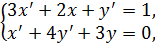 3x′ + 2x + y′ = 1,
x′ + 4y′ + 3y = 0,